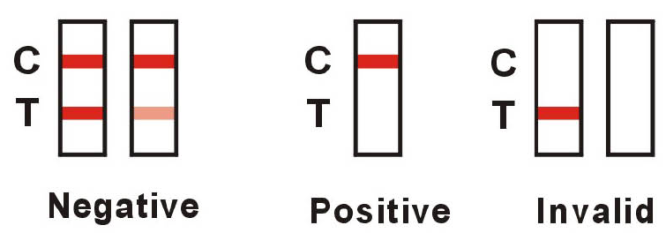 C C C
T T T
Negative Positive Invalid